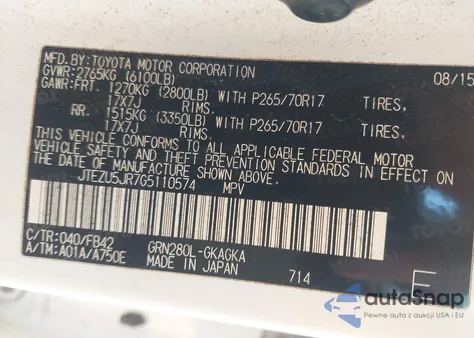 MFD.BY: TOYOTA MOTOR CORPORATION 08/15
GVWR: 2765KG (6100LB)
GAWR: FRT. 1270KG (2800LB) WITH P265/70R17 TIRES,
17X7J RIMS,
RR. 1515KG (3350LB) WITH P265/70R17 TIRES,
17X7J RIMS,
THIS VEHICLE CONFORMS TO ALL APPLICABLE FEDERAL MOTOR
VEHICLE SAFETY AND THEFT PREVENTION STANDARDS IN EFFECT ON
THE DATE OF MANUFACTURE SHOWN ABOVE.
JTEZU5JR7G5110574 MPV
C/TR: 040/FB42 GRN280L-GKAGKA
A/TM: A01A/A750E MADE IN JAPAN 714
E
autoSnap
Pewne auta z aukcji USA i EU